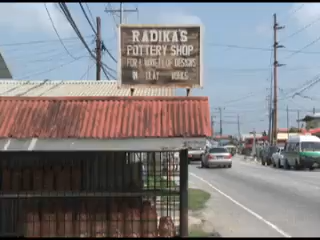 RADIKA'S
POTTERY SHOP
FOR A VARIETY OF DESIGNS
IN CLAY WORKS